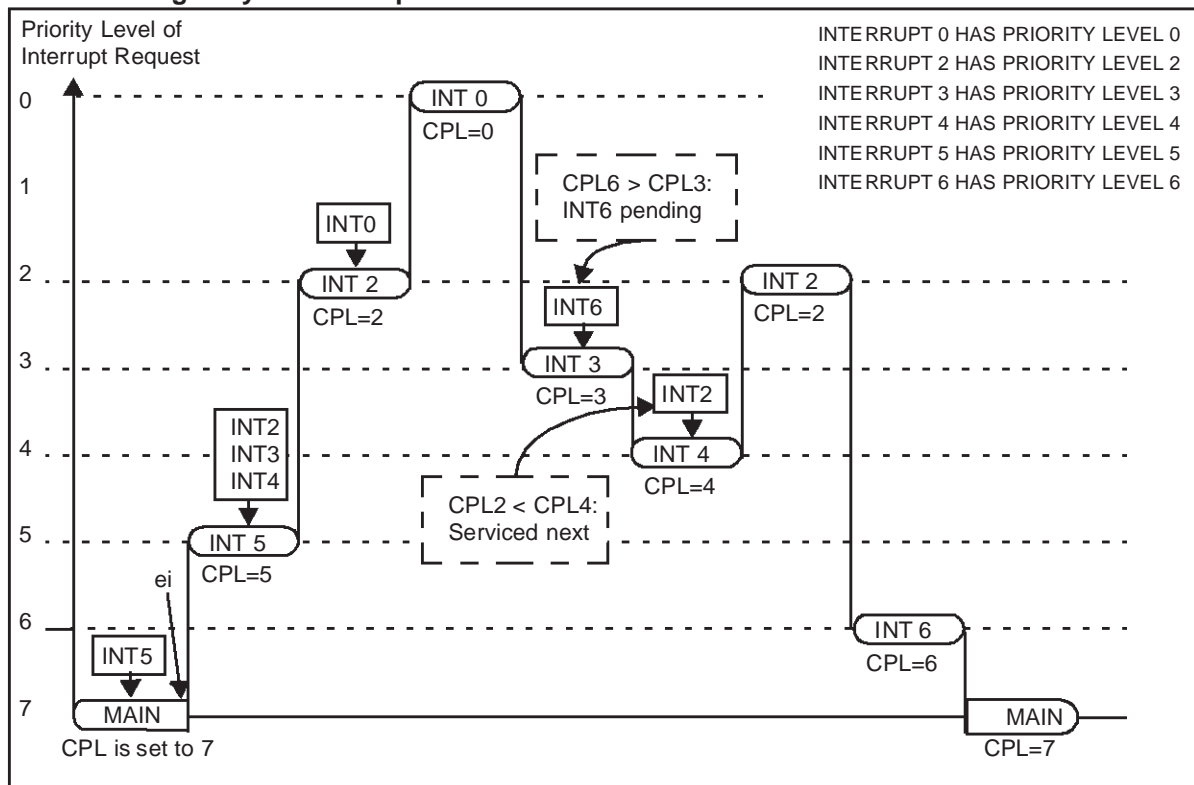 Priority Level of
Interrupt Request
INTERRUPT 0 HAS PRIORITY LEVEL 0
INTERRUPT 2 HAS PRIORITY LEVEL 2
INTERRUPT 3 HAS PRIORITY LEVEL 3
INTERRUPT 4 HAS PRIORITY LEVEL 4
INTERRUPT 5 HAS PRIORITY LEVEL 5
INTERRUPT 6 HAS PRIORITY LEVEL 6
0
INT 0
CPL=0
1
CPL6 > CPL3:
INT6 pending
INT0
2
INT 2
CPL=2
INT6
INT 2
CPL=2
3
INT 3
CPL=3
INT2
INT2
INT3
INT4
4
INT 4
CPL=4
CPL2 < CPL4:
Serviced next
5
INT 5
CPL=5
ei
6
INT5
INT 6
CPL=6
7
MAIN
CPL is set to 7
MAIN
CPL=7